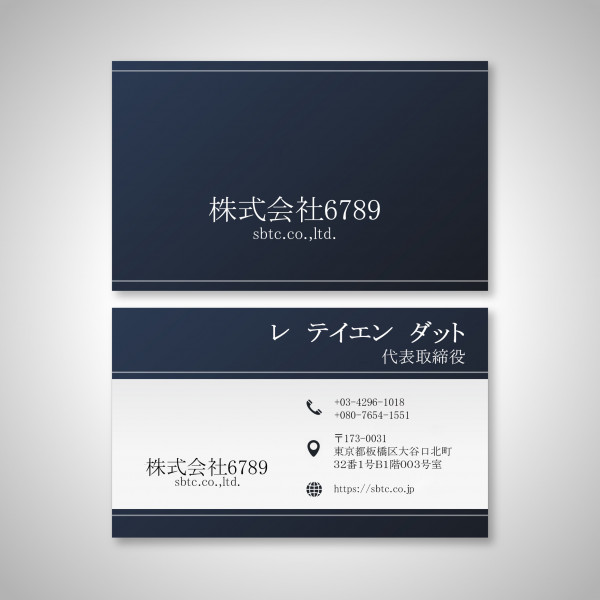 株式会社6789
sbtc.co.,ltd.
レ テイエン ダット
代表取締役
+03-4296-1018
+080-7654-1551
〒173-0031
東京都板橋区大谷口北町
32番1号B1階003号室
https://sbtc.co.jp
株式会社6789
sbtc.co.,ltd.